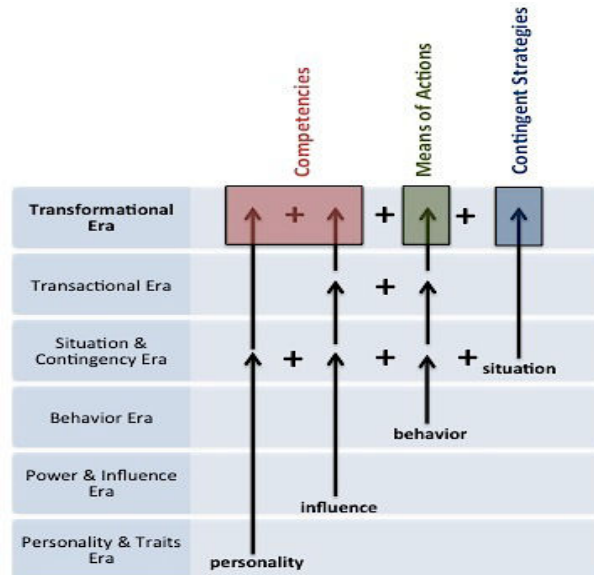 Competencies
Means of Actions
Contingent Strategies
Transformational
Era
+ + +
Transactional Era
+
Situation &
Contingency Era
+ + +
situation
Behavior Era
behavior
Power & Influence
Era
influence
Personality & Traits
Era
personality